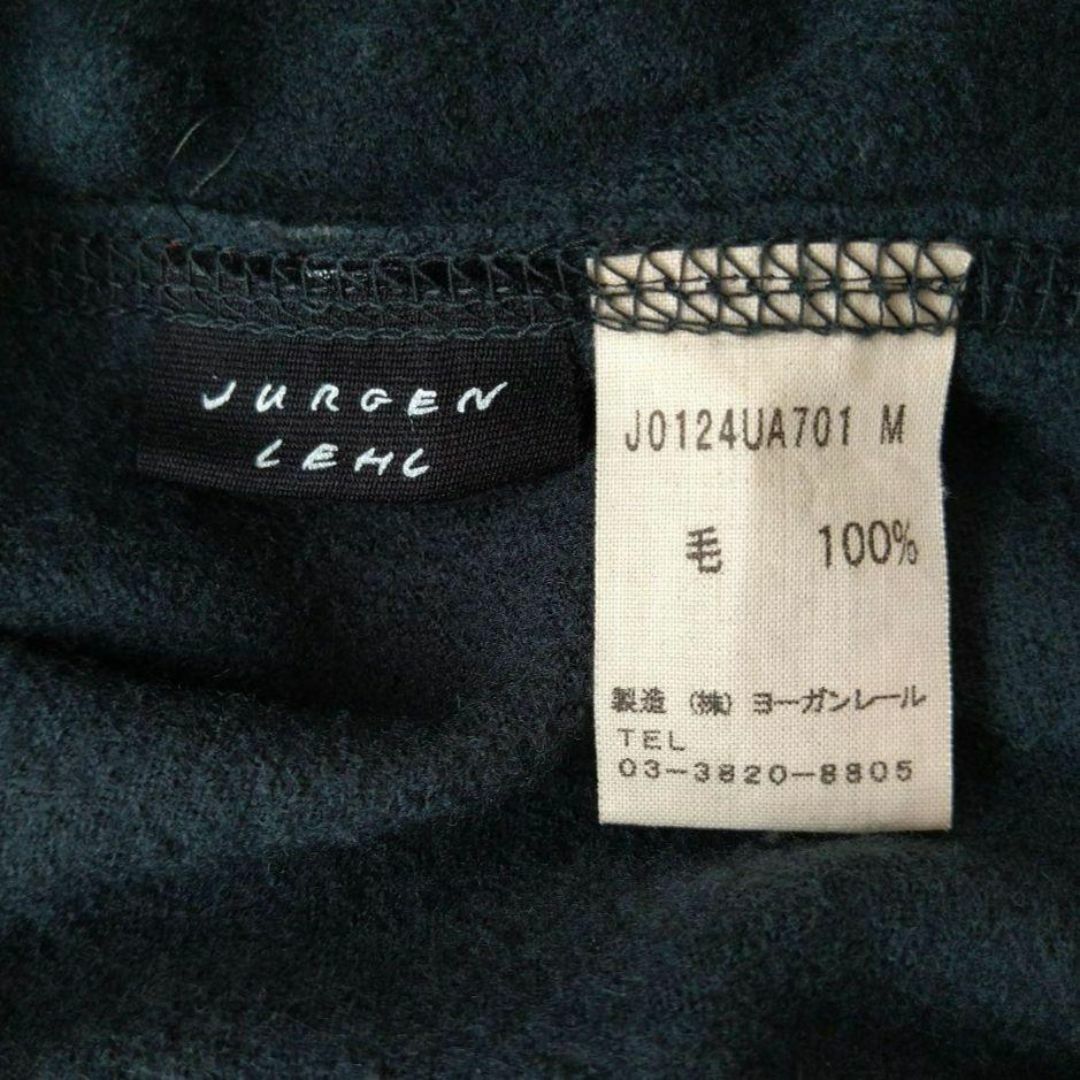 JURGEN
LEHL
J0124UA701 M
毛 100%
製造 (株) ヨーガンレール
TEL
03-3820-8805